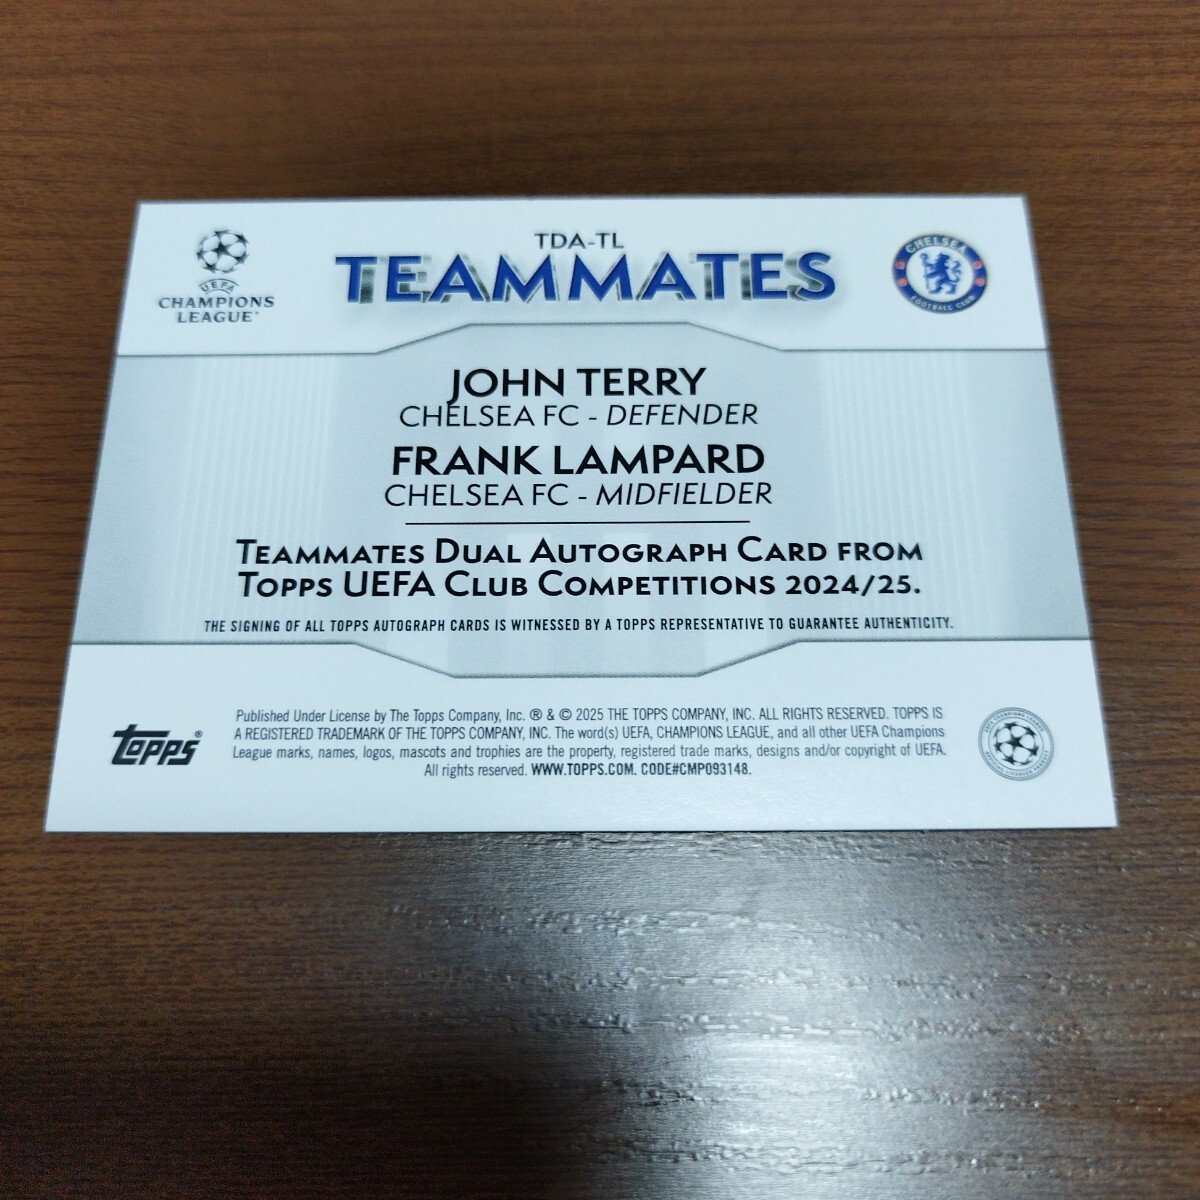 TDA-TL
TEAMMATES
UEFA
CHAMPIONS
LEAGUE
CHELSEA
FOOTBALL CLUB
JOHN TERRY
CHELSEA FC - DEFENDER
FRANK LAMPARD
CHELSEA FC - MIDFIELDER
TEAMMATES DUAL AUTOGRAPH CARD FROM
TOPPS UEFA CLUB COMPETITIONS 2024/25.
THE SIGNING OF ALL TOPPS AUTOGRAPH CARDS IS WITNESSED BY A TOPPS REPRESENTATIVE TO GUARANTEE AUTHENTICITY.
topps®
Published Under License by The Topps Company, Inc. ® & © 2025 THE TOPPS COMPANY, INC. ALL RIGHTS RESERVED. TOPPS IS
A REGISTERED TRADEMARK OF THE TOPPS COMPANY, INC. The word(s) UEFA, CHAMPIONS LEAGUE, and all other UEFA Champions
League marks, names, logos, mascots and trophies are the property, registered trade marks, designs and/or copyright of UEFA.
All rights reserved. WWW.TOPPS.COM. CODE#CMP093148.